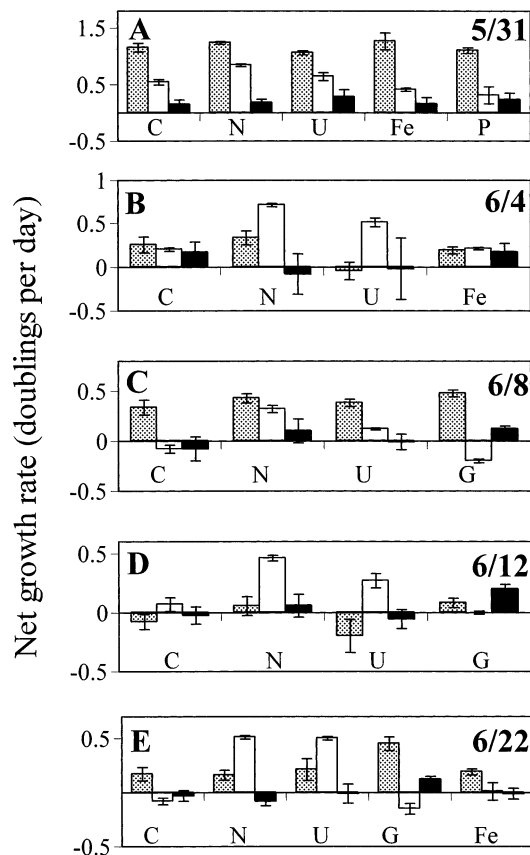 Net growth rate (doublings per day)
A 5/31
1.5
0.5
-0.5
C N U Fe P
B 6/4
1
0.5
0
-0.5
C N U Fe
C 6/8
0.5
0
-0.5
C N U G
D 6/12
0.5
0
-0.5
C N U G
E 6/22
0.5
-0.5
C N U G Fe